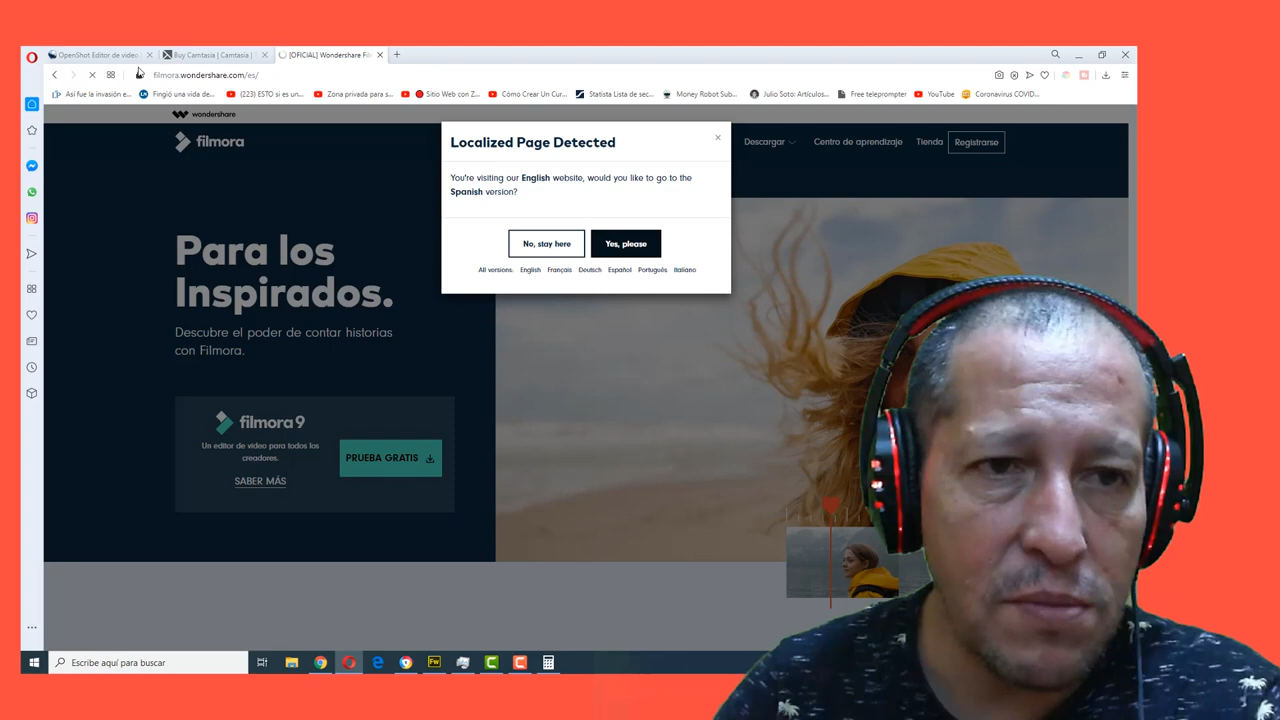 OpenShot Editor de video
Buy Camtasia | Camtasia |
[OFICIAL] Wondershare Fil
filmora.wondershare.com/es/
Así fue la invasión e...
Fingió una vida de...
(223) ESTO si es un...
Zona privada para s...
Sitio Web con Z...
Cómo Crear Un Cur...
Statista Lista de sec...
Money Robot Sub...
Julio Soto: Artículos...
Free teleprompter
YouTube
Coronavirus COVID...
wondershare
filmora
Descargar
Centro de aprendizaje
Tienda
Registrarse
Localized Page Detected
You're visiting our English website, would you like to go to the
Spanish version?
No, stay here
Yes, please
All versions: English Français Deutsch Español Português Italiano
Para los
Inspirados.
Descubre el poder de contar historias
con Filmora.
filmora9
Un editor de video para todos los
creadores.
SABER MÁS
PRUEBA GRATIS
Fw
Escribe aquí para buscar